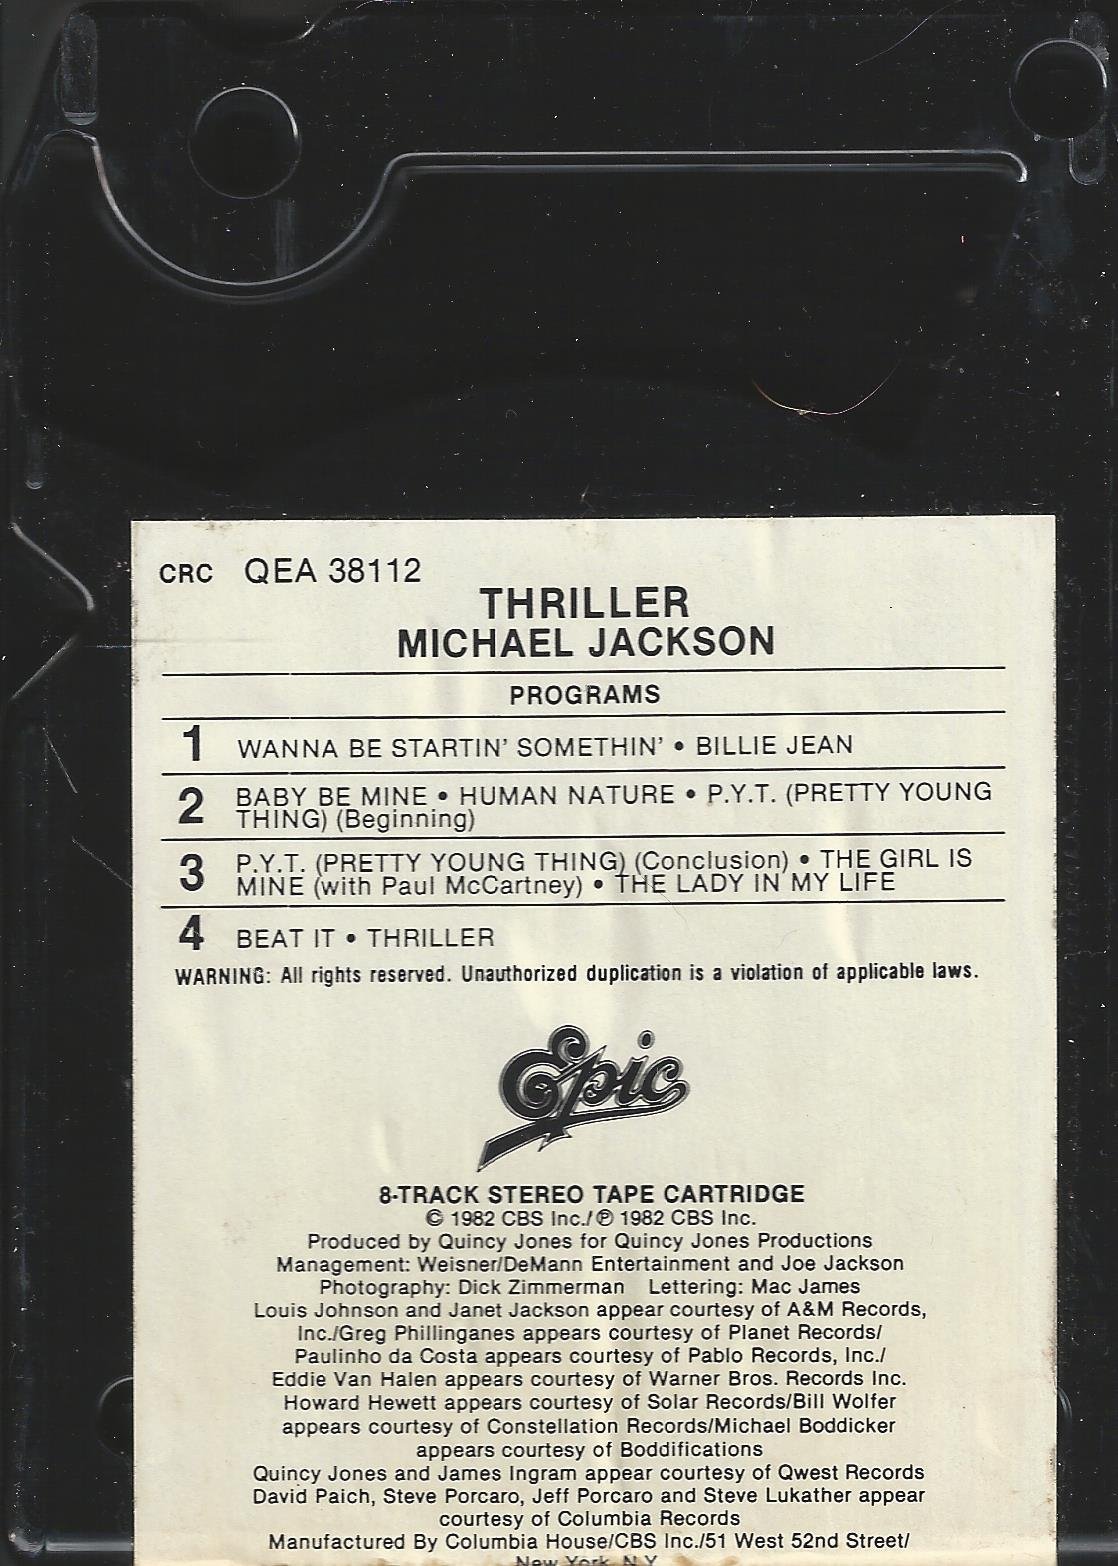 CRC QEA 38112
THRILLER
MICHAEL JACKSON
PROGRAMS
1 WANNA BE STARTIN' SOMETHIN' • BILLIE JEAN
2 BABY BE MINE • HUMAN NATURE • P.Y.T. (PRETTY YOUNG
THING) (Beginning)
3 P.Y.T. (PRETTY YOUNG THING) (Conclusion) • THE GIRL IS
MINE (with Paul McCartney) • THE LADY IN MY LIFE
4 BEAT IT • THRILLER
WARNING: All rights reserved. Unauthorized duplication is a violation of applicable laws.
Epic
8-TRACK STEREO TAPE CARTRIDGE
© 1982 CBS Inc./℗ 1982 CBS Inc.
Produced by Quincy Jones for Quincy Jones Productions
Management: Weisner/DeMann Entertainment and Joe Jackson
Photography: Dick Zimmerman Lettering: Mac James
Louis Johnson and Janet Jackson appear courtesy of A&M Records,
Inc./Greg Phillinganes appears courtesy of Planet Records/
Paulinho da Costa appears courtesy of Pablo Records, Inc./
Eddie Van Halen appears courtesy of Warner Bros. Records Inc.
Howard Hewett appears courtesy of Solar Records/Bill Wolfer
appears courtesy of Constellation Records/Michael Boddicker
appears courtesy of Boddifications
Quincy Jones and James Ingram appear courtesy of Qwest Records
David Paich, Steve Porcaro, Jeff Porcaro and Steve Lukather appear
courtesy of Columbia Records
Manufactured By Columbia House/CBS Inc./51 West 52nd Street/
New York, N.Y.